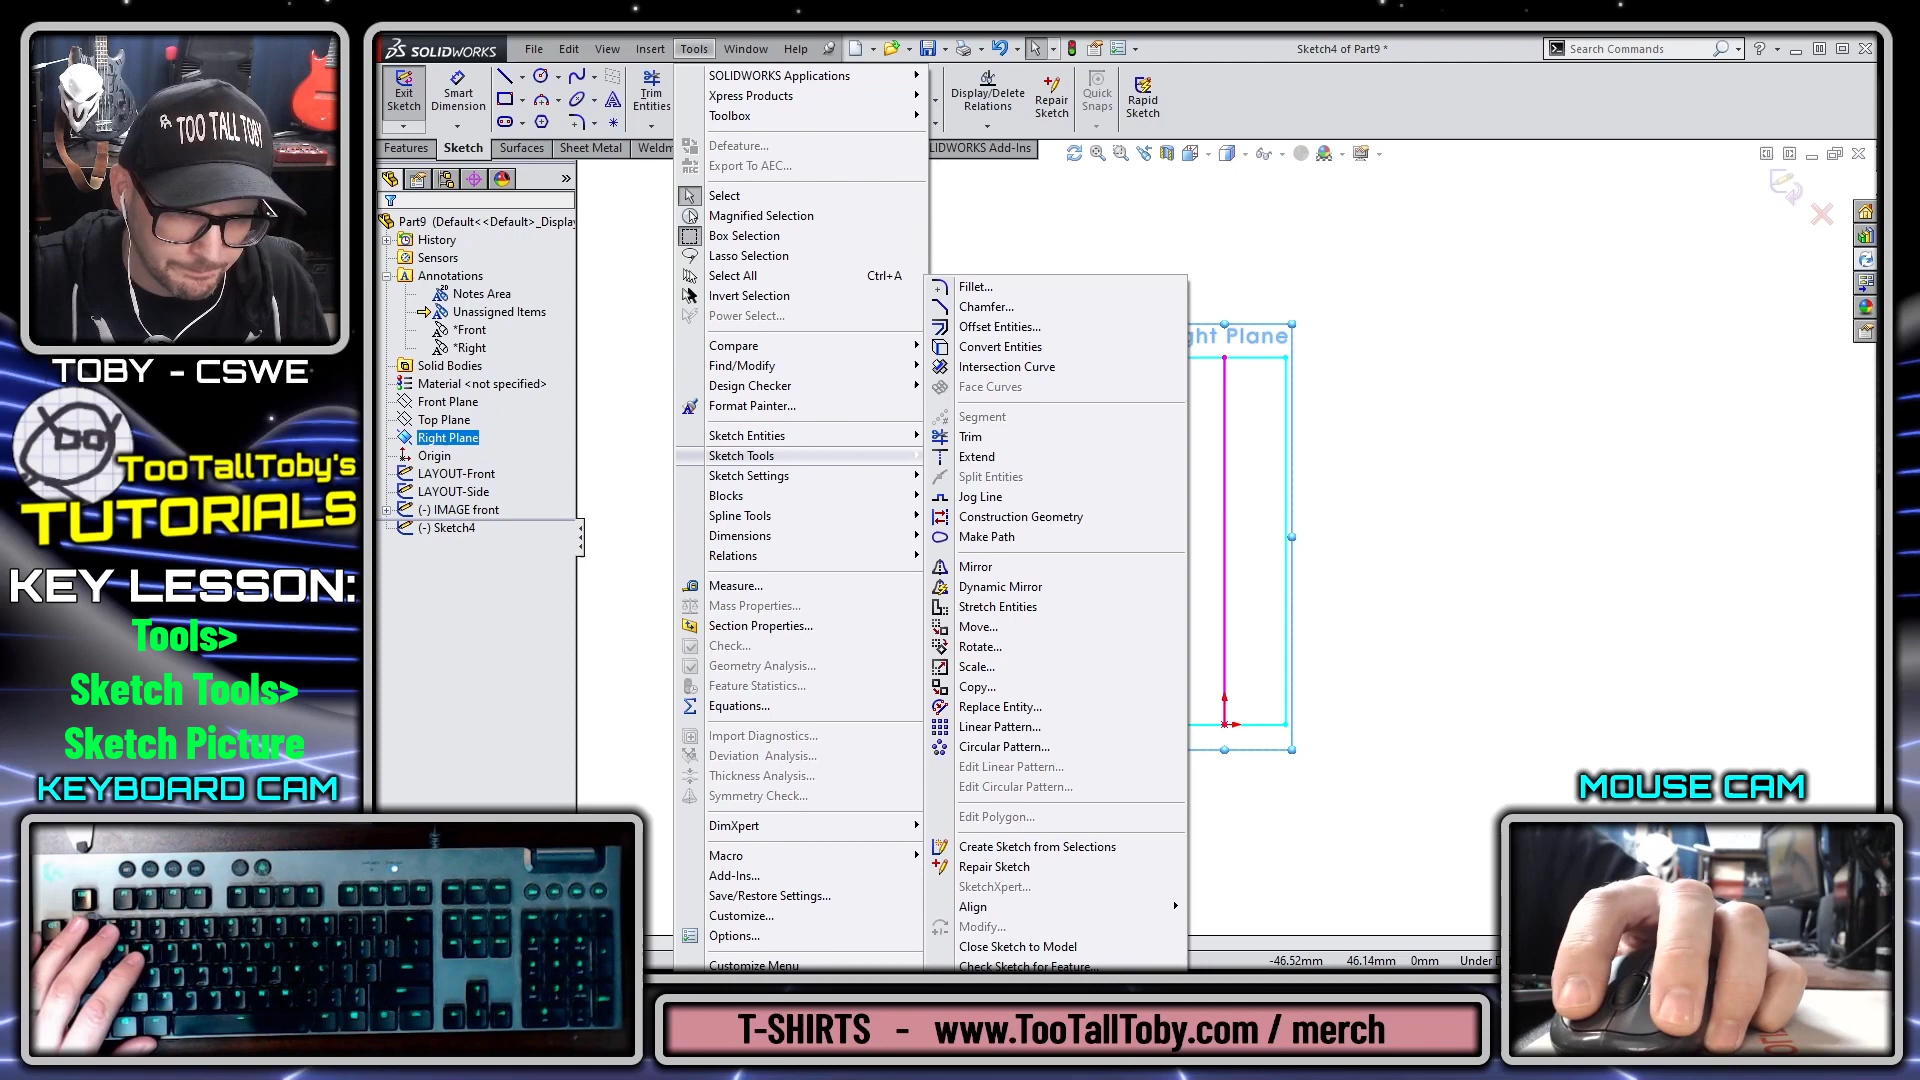 TOO TALL TOBY
TOBY - CSWE
TooTallToby's
TUTORIALS
KEY LESSON:
Tools>
Sketch Tools>
Sketch Picture
KEYBOARD CAM
SOLIDWORKS
File Edit View Insert Tools Window Help
Sketch4 of Part9 *
Search Commands
Exit Sketch
Smart Dimension
Trim Entities
Display/Delete Relations
Repair Sketch
Quick Snaps
Rapid Sketch
Features Sketch Surfaces Sheet Metal Weldm
LIDWORKS Add-Ins
Part9 (Default<<Default>_Display
History
Sensors
Annotations
Notes Area
Unassigned Items
*Front
*Right
Solid Bodies
Material <not specified>
Front Plane
Top Plane
Right Plane
Origin
LAYOUT-Front
LAYOUT-Side
(-) IMAGE front
(-) Sketch4
SOLIDWORKS Applications
Xpress Products
Toolbox
Defeature...
Export To AEC...
Select
Magnified Selection
Box Selection
Lasso Selection
Select All Ctrl+A
Invert Selection
Power Select...
Compare
Find/Modify
Design Checker
Format Painter...
Sketch Entities
Sketch Tools
Sketch Settings
Blocks
Spline Tools
Dimensions
Relations
Measure...
Mass Properties...
Section Properties...
Check...
Geometry Analysis...
Feature Statistics...
Equations...
Import Diagnostics...
Deviation Analysis...
Thickness Analysis...
Symmetry Check...
DimXpert
Macro
Add-Ins...
Save/Restore Settings...
Customize...
Options...
Customize Menu
Fillet...
Chamfer...
Offset Entities...
Convert Entities
Intersection Curve
Face Curves
Segment
Trim
Extend
Split Entities
Jog Line
Construction Geometry
Make Path
Mirror
Dynamic Mirror
Stretch Entities
Move...
Rotate...
Scale...
Copy...
Replace Entity...
Linear Pattern...
Circular Pattern...
Edit Linear Pattern...
Edit Circular Pattern...
Edit Polygon...
Create Sketch from Selections
Repair Sketch
SketchXpert...
Align
Modify...
Close Sketch to Model
Check Sketch for Feature...
ght Plane
-46.52mm 46.14mm 0mm Under D
MOUSE CAM
T-SHIRTS - www.TooTallToby.com / merch